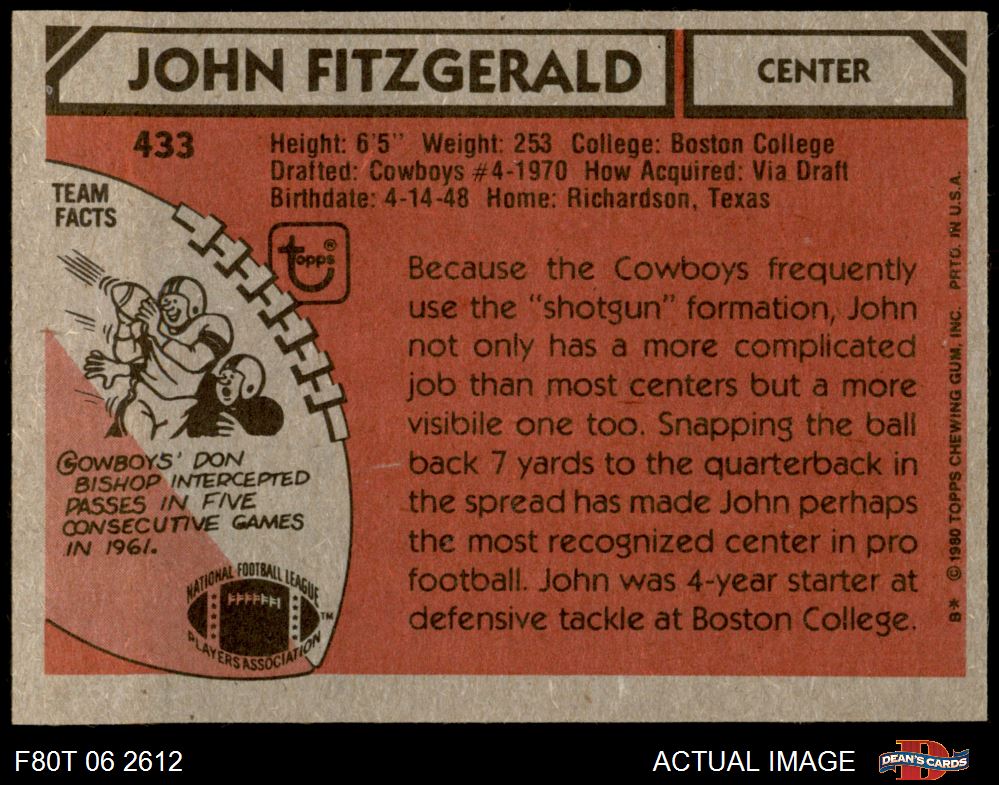 JOHN FITZGERALD
CENTER
433
Height: 6'5" Weight: 253 College: Boston College
Drafted: Cowboys #4-1970 How Acquired: Via Draft
Birthdate: 4-14-48 Home: Richardson, Texas
TEAM
FACTS
topps®
Because the Cowboys frequently
use the "shotgun" formation, John
not only has a more complicated
job than most centers but a more
visibile one too. Snapping the ball
back 7 yards to the quarterback in
the spread has made John perhaps
the most recognized center in pro
football. John was 4-year starter at
defensive tackle at Boston College.
COWBOYS' DON
BISHOP INTERCEPTED
PASSES IN FIVE
CONSECUTIVE GAMES
IN 1961.
NATIONAL FOOTBALL LEAGUE
PLAYERS ASSOCIATION
TM
B* © 1980 TOPPS CHEWING GUM, INC. PRTD. IN U.S.A.
F80T 06 2612
ACTUAL IMAGE
DEAN'S CARDS